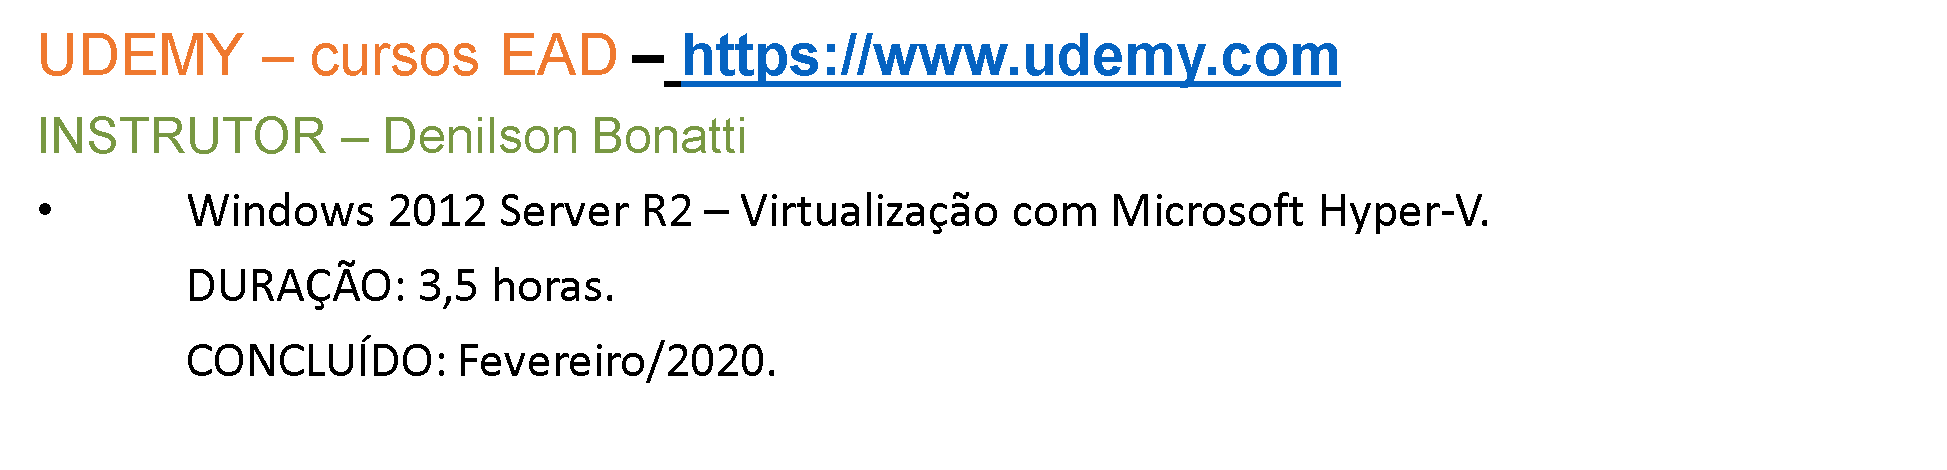 UDEMY – cursos EAD – https://www.udemy.com
INSTRUTOR – Denilson Bonatti
• Windows 2012 Server R2 – Virtualização com Microsoft Hyper-V.
DURAÇÃO: 3,5 horas.
CONCLUÍDO: Fevereiro/2020.